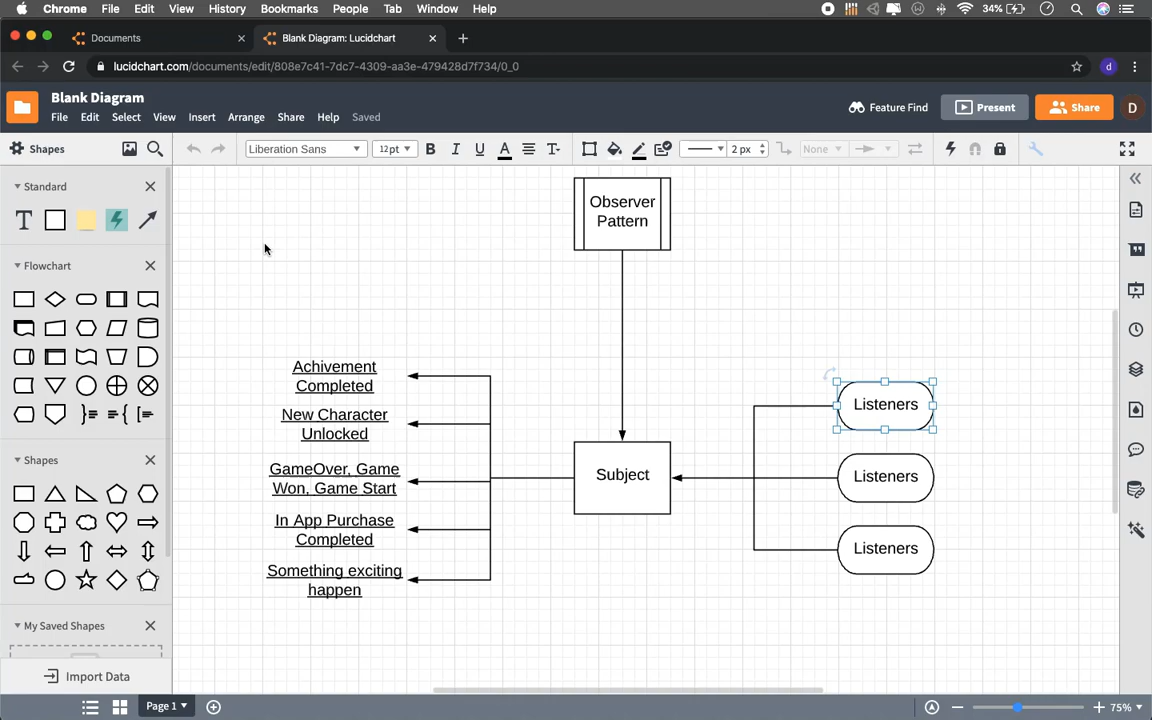 Chrome File Edit View History Bookmarks People Tab Window Help 34%
Documents Blank Diagram: Lucidchart
lucidchart.com/documents/edit/808e7c41-7dc7-4309-aa3e-479428d7f734/0_0 d
Blank Diagram
File Edit Select View Insert Arrange Share Help Saved
Feature Find Present Share D
Shapes Liberation Sans 12pt B I U A T 2 px None
Standard
T
Flowchart
Shapes
My Saved Shapes
Import Data
Observer
Pattern
Achivement
Completed
New Character
Unlocked
GameOver, Game
Won, Game Start
In App Purchase
Completed
Something exciting
happen
Subject
Listeners
Listeners
Listeners
Page 1 75%